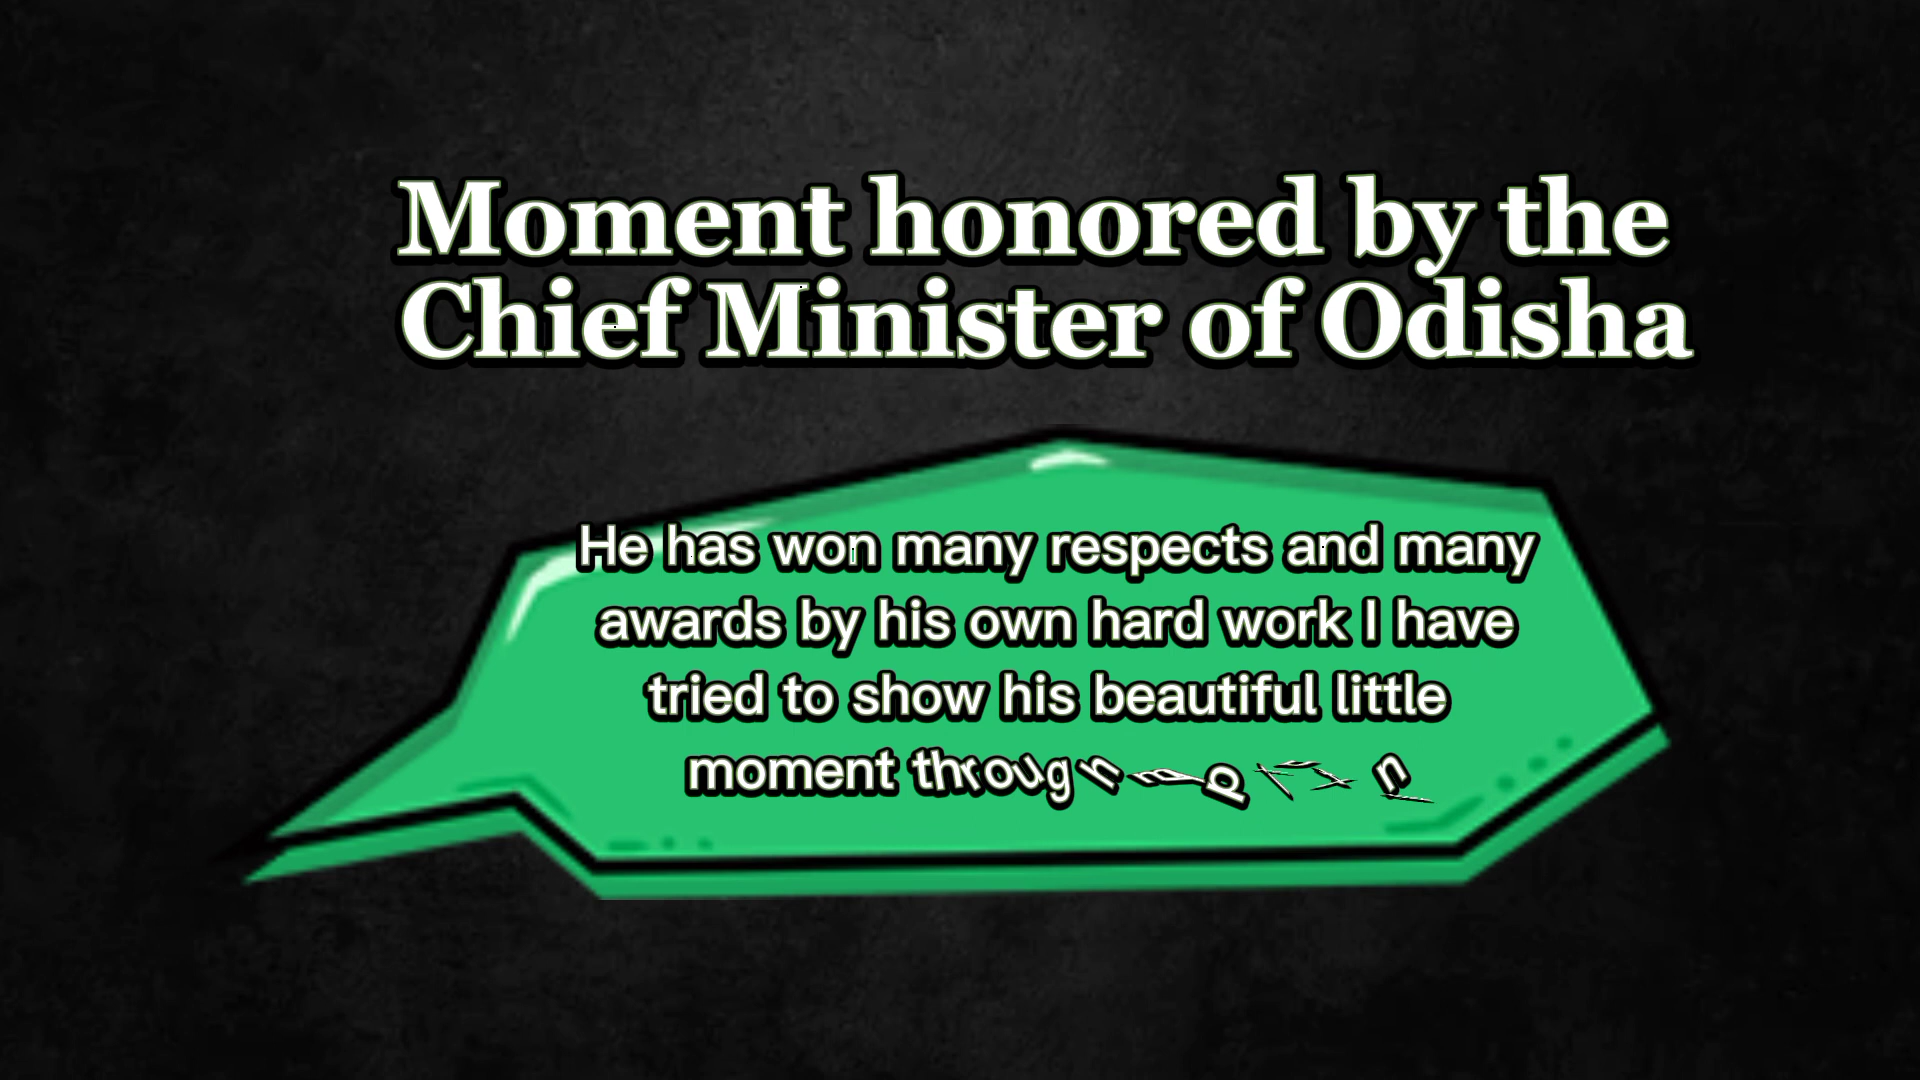 Moment honored by the
Chief Minister of Odisha
He has won many respects and many
awards by his own hard work I have
tried to show his beautiful little
moment through